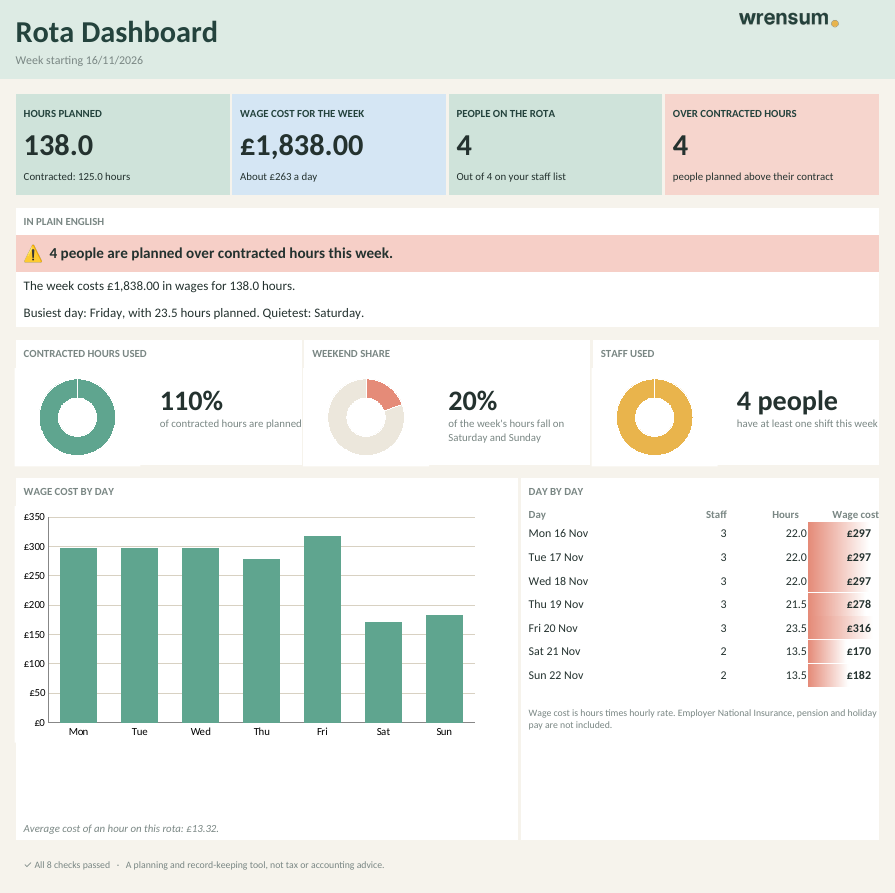 Rota Dashboard
wrensum
Week starting 16/11/2026
HOURS PLANNED
138.0
Contracted: 125.0 hours
WAGE COST FOR THE WEEK
£1,838.00
About £263 a day
PEOPLE ON THE ROTA
4
Out of 4 on your staff list
OVER CONTRACTED HOURS
4
people planned above their contract
IN PLAIN ENGLISH
⚠️ 4 people are planned over contracted hours this week.
The week costs £1,838.00 in wages for 138.0 hours.
Busiest day: Friday, with 23.5 hours planned. Quietest: Saturday.
CONTRACTED HOURS USED
110%
of contracted hours are planned
WEEKEND SHARE
20%
of the week's hours fall on
Saturday and Sunday
STAFF USED
4 people
have at least one shift this week
WAGE COST BY DAY
£350
£300
£250
£200
£150
£100
£50
£0
Mon Tue Wed Thu Fri Sat Sun
Average cost of an hour on this rota: £13.32.
DAY BY DAY
Day Staff Hours Wage cost
Mon 16 Nov 3 22.0 £297
Tue 17 Nov 3 22.0 £297
Wed 18 Nov 3 22.0 £297
Thu 19 Nov 3 21.5 £278
Fri 20 Nov 3 23.5 £316
Sat 21 Nov 2 13.5 £170
Sun 22 Nov 2 13.5 £182
Wage cost is hours times hourly rate. Employer National Insurance, pension and holiday
pay are not included.
✓ All 8 checks passed · A planning and record-keeping tool, not tax or accounting advice.